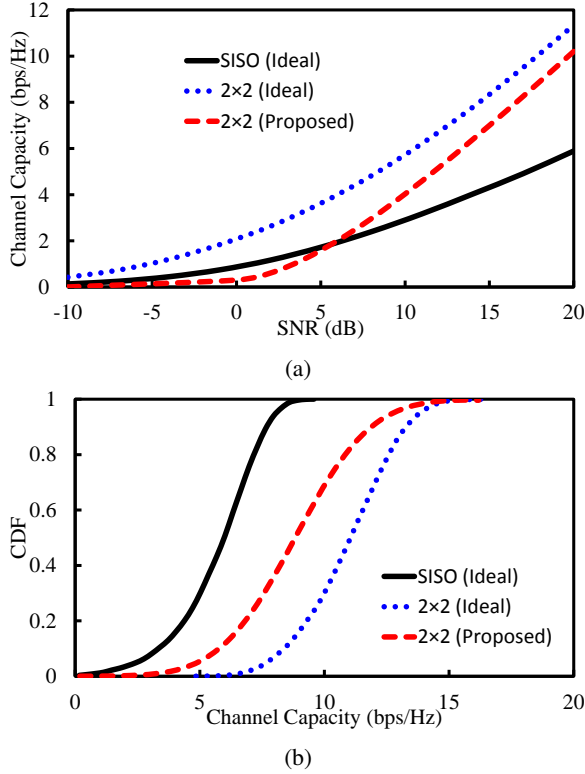 12
10
8
6
4
2
0
Channel Capacity (bps/Hz)
SISO (Ideal)
2×2 (Ideal)
2×2 (Proposed)
-10 -5 0 5 10 15 20
SNR (dB)
(a)
1
0.8
0.6
0.4
0.2
0
CDF
SISO (Ideal)
2×2 (Ideal)
2×2 (Proposed)
0 5 10 15 20
Channel Capacity (bps/Hz)
(b)